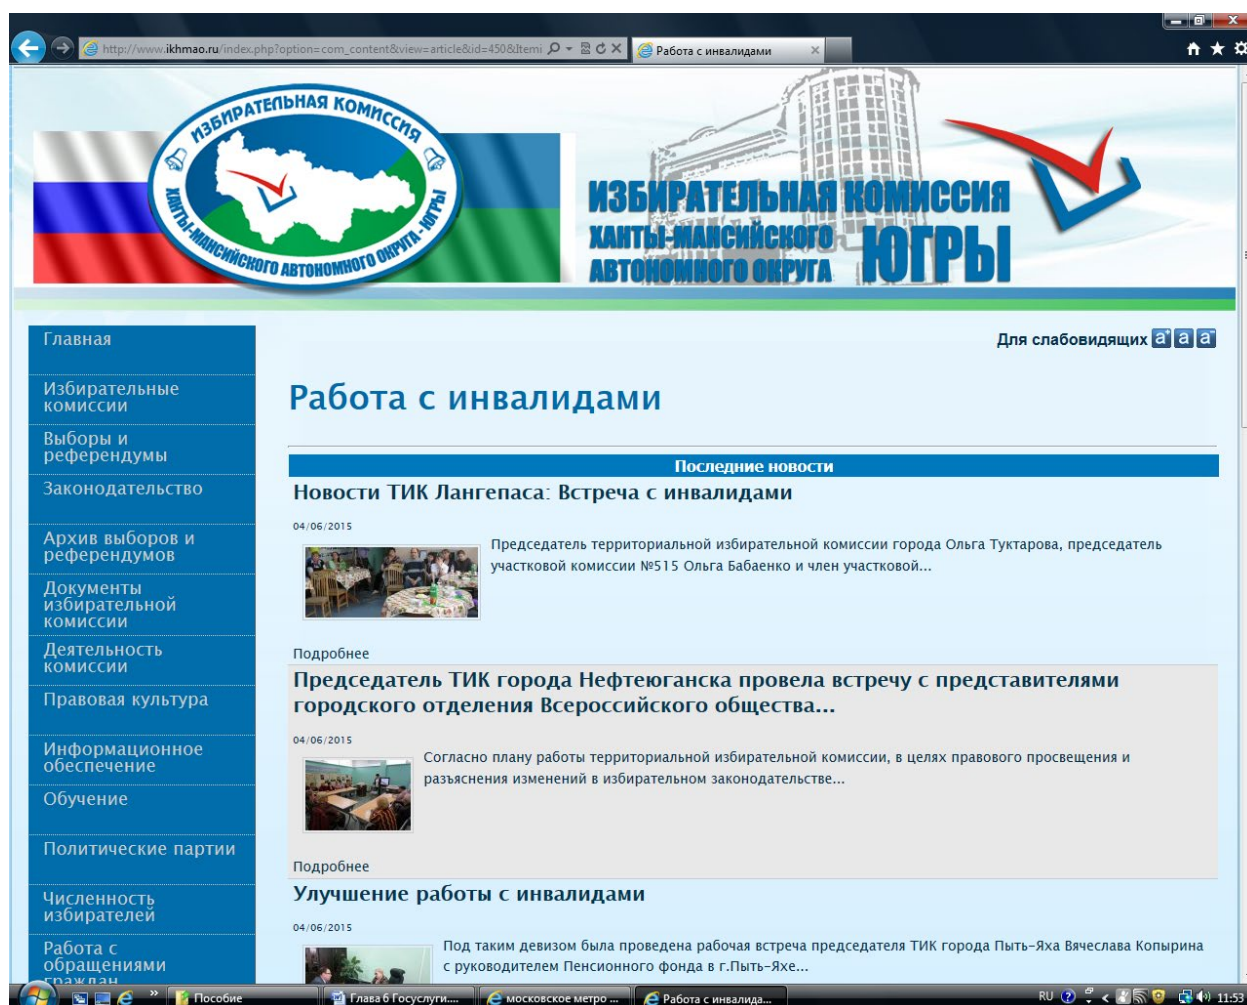 http://www.ikhmao.ru/index.php?option=com_content&view=article&id=450&Itemi
Работа с инвалидами
ИЗБИРАТЕЛЬНАЯ КОМИССИЯ
ХАНТЫ-МАНСИЙСКОГО АВТОНОМНОГО ОКРУГА - ЮГРЫ
ИЗБИРАТЕЛЬНАЯ КОМИССИЯ
ХАНТЫ-МАНСИЙСКОГО
АВТОНОМНОГО ОКРУГА
ЮГРЫ
Для слабовидящих a+ a a-
Главная
Избирательные
комиссии
Выборы и
референдумы
Законодательство
Архив выборов и
референдумов
Документы
избирательной
комиссии
Деятельность
комиссии
Правовая культура
Информационное
обеспечение
Обучение
Политические партии
Численность
избирателей
Работа с
обращениями
граждан
Работа с инвалидами
Последние новости
Новости ТИК Лангепаса: Встреча с инвалидами
04/06/2015
Председатель территориальной избирательной комиссии города Ольга Туктарова, председатель
участковой комиссии №515 Ольга Бабаенко и член участковой...
Подробнее
Председатель ТИК города Нефтеюганска провела встречу с представителями
городского отделения Всероссийского общества...
04/06/2015
Согласно плану работы территориальной избирательной комиссии, в целях правового просвещения и
разъяснения изменений в избирательном законодательстве...
Подробнее
Улучшение работы с инвалидами
04/06/2015
Под таким девизом была проведена рабочая встреча председателя ТИК города Пыть-Яха Вячеслава Копырина
с руководителем Пенсионного фонда в г.Пыть-Яхе...
Пособие
Глава 6 Госуслуги....
московское метро ...
Работа с инвалида...
RU
11:53